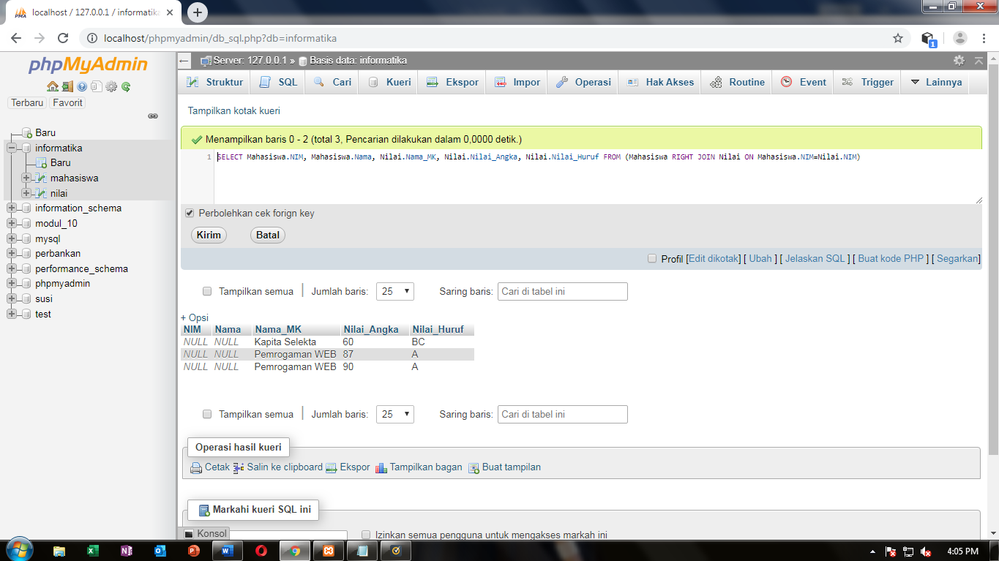 localhost / 127.0.0.1 / informatika
localhost/phpmyadmin/db_sql.php?db=informatika
phpMyAdmin
Terbaru Favorit
Baru
informatika
Baru
mahasiswa
nilai
information_schema
modul_10
mysql
perbankan
performance_schema
phpmyadmin
susi
test
Server: 127.0.0.1 » Basis data: informatika
Struktur SQL Cari Kueri Ekspor Impor Operasi Hak Akses Routine Event Trigger Lainnya
Tampilkan kotak kueri
Menampilkan baris 0 - 2 (total 3, Pencarian dilakukan dalam 0,0000 detik.)
1 SELECT Mahasiswa.NIM, Mahasiswa.Nama, Nilai.Nama_MK, Nilai.Nilai_Angka, Nilai.Nilai_Huruf FROM (Mahasiswa RIGHT JOIN Nilai ON Mahasiswa.NIM=Nilai.NIM)
Perbolehkan cek forign key
Kirim Batal
Profil [Edit dikotak] [ Ubah ] [ Jelaskan SQL ] [ Buat kode PHP ] [ Segarkan]
Tampilkan semua | Jumlah baris: 25 Saring baris: Cari di tabel ini
+ Opsi
NIM Nama Nama_MK Nilai_Angka Nilai_Huruf
NULL NULL Kapita Selekta 60 BC
NULL NULL Pemrogaman WEB 87 A
NULL NULL Pemrogaman WEB 90 A
Tampilkan semua | Jumlah baris: 25 Saring baris: Cari di tabel ini
Operasi hasil kueri
Cetak Salin ke clipboard Ekspor Tampilkan bagan Buat tampilan
Markahi kueri SQL ini
Konsol
Izinkan semua pengguna untuk mengakses markah ini
4:05 PM